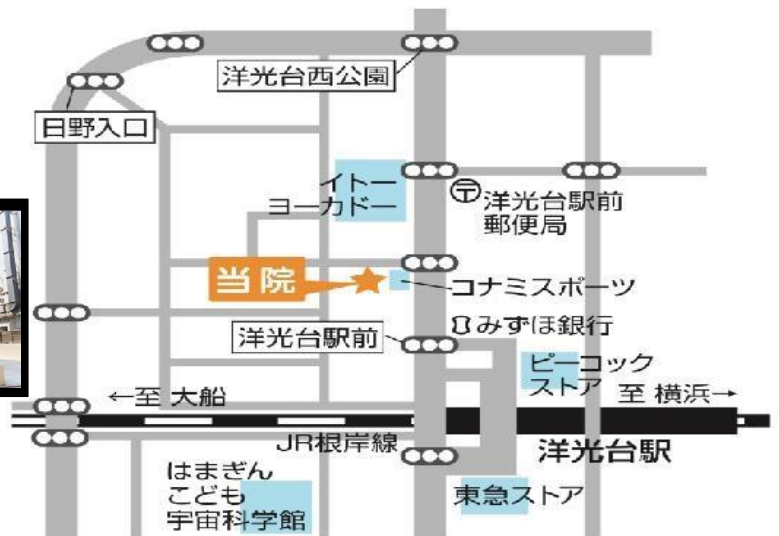 洋光台西公園
日野入口
イトー
ヨーカドー
〒洋光台駅前
郵便局
当院
コナミスポーツ
みずほ銀行
洋光台駅前
ピーコック
ストア
←至 大船
至 横浜→
JR根岸線
洋光台駅
はまぎん
こども
宇宙科学館
東急ストア